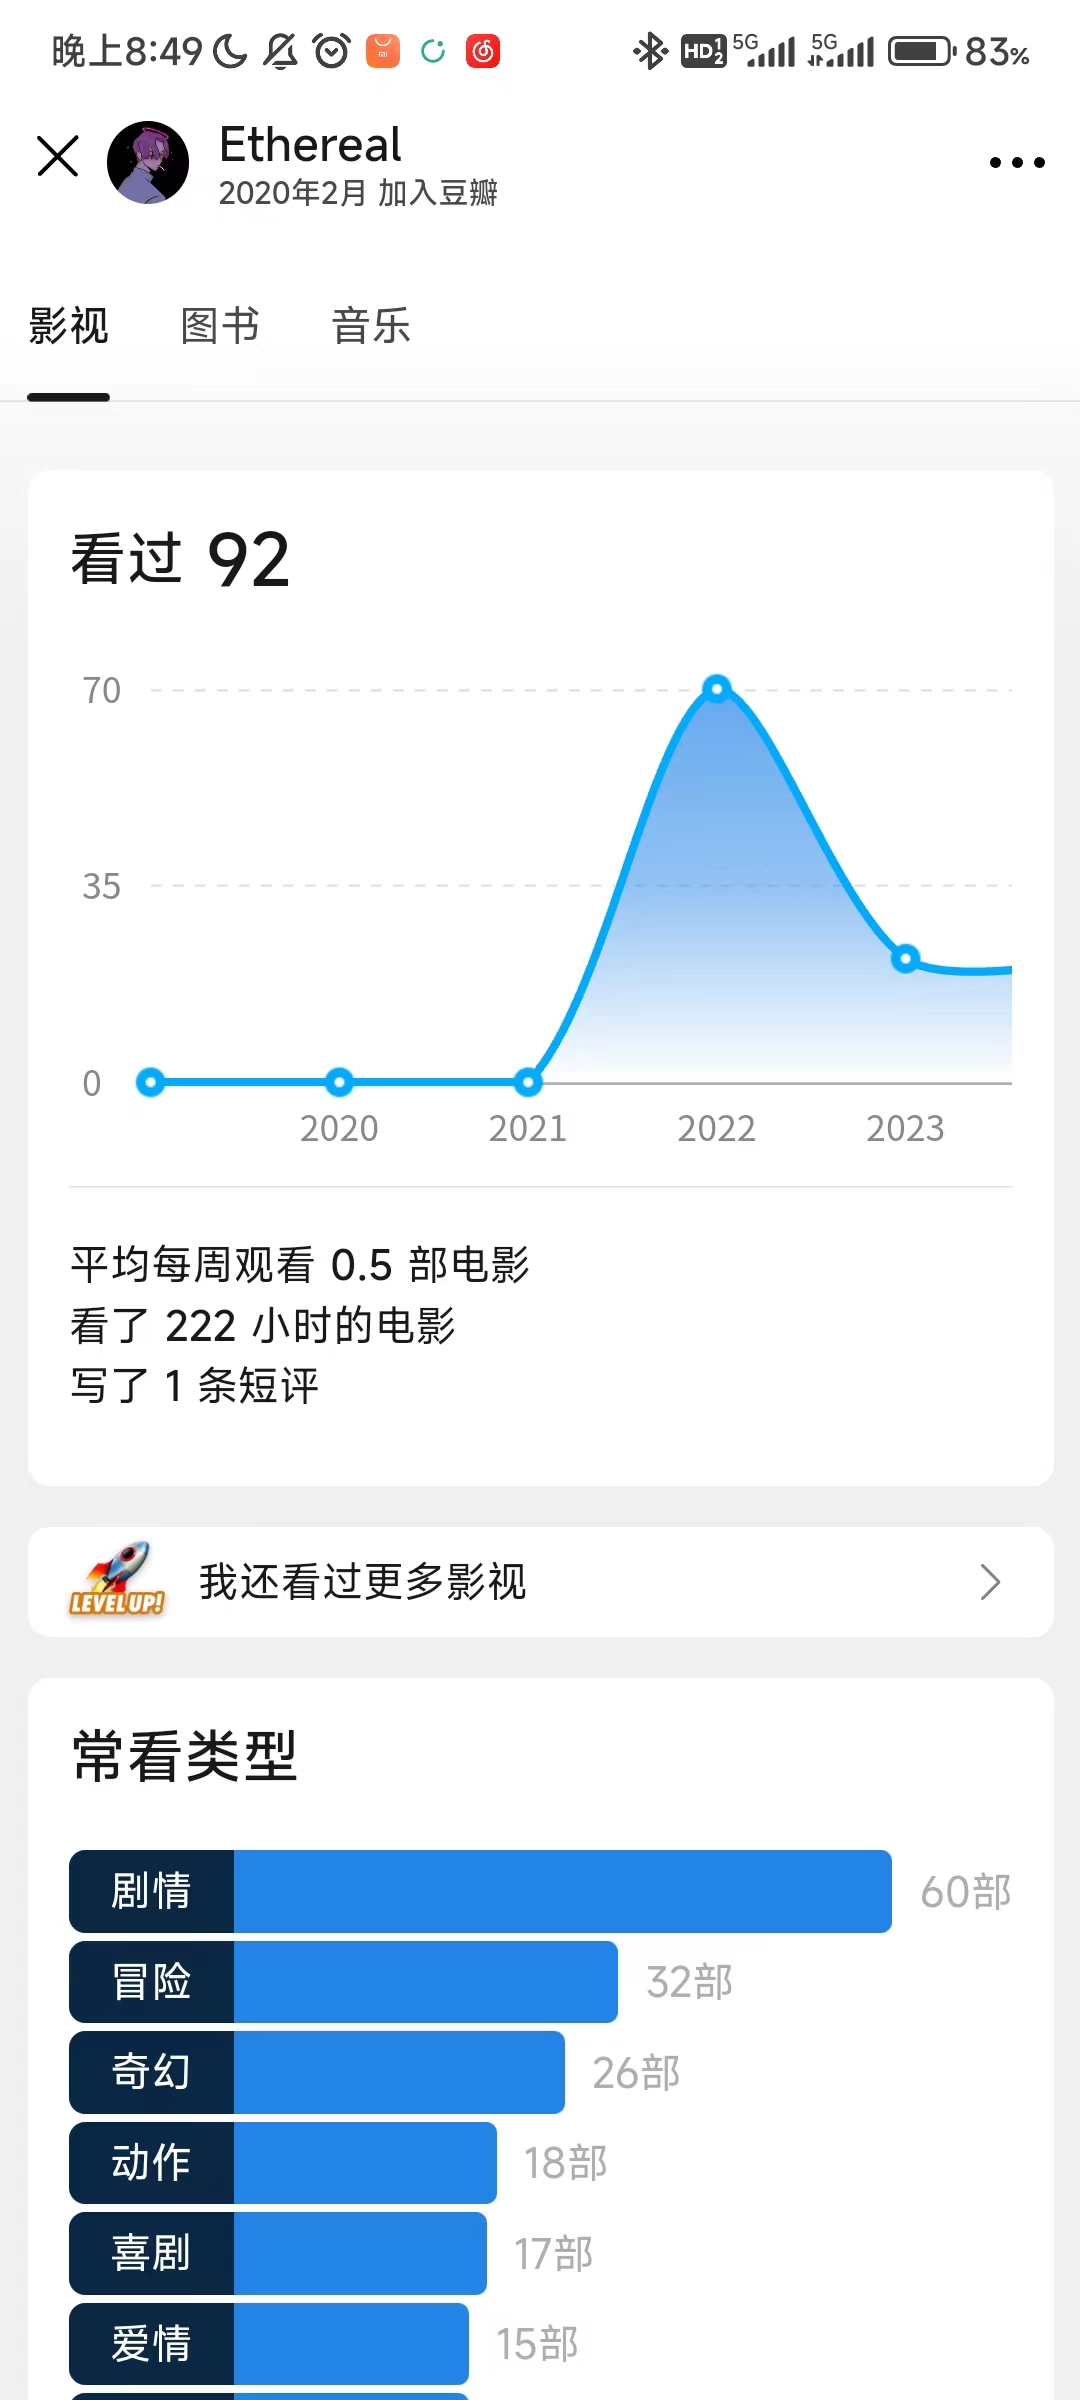 晚上8:49
HD 1 2 5G 5G 83%
Ethereal
2020年2月 加入豆瓣
影视 图书 音乐
看过 92
70
35
0
2020 2021 2022 2023
平均每周观看 0.5 部电影
看了 222 小时的电影
写了 1 条短评
LEVEL UP!
我还看过更多影视
常看类型
剧情 60部
冒险 32部
奇幻 26部
动作 18部
喜剧 17部
爱情 15部